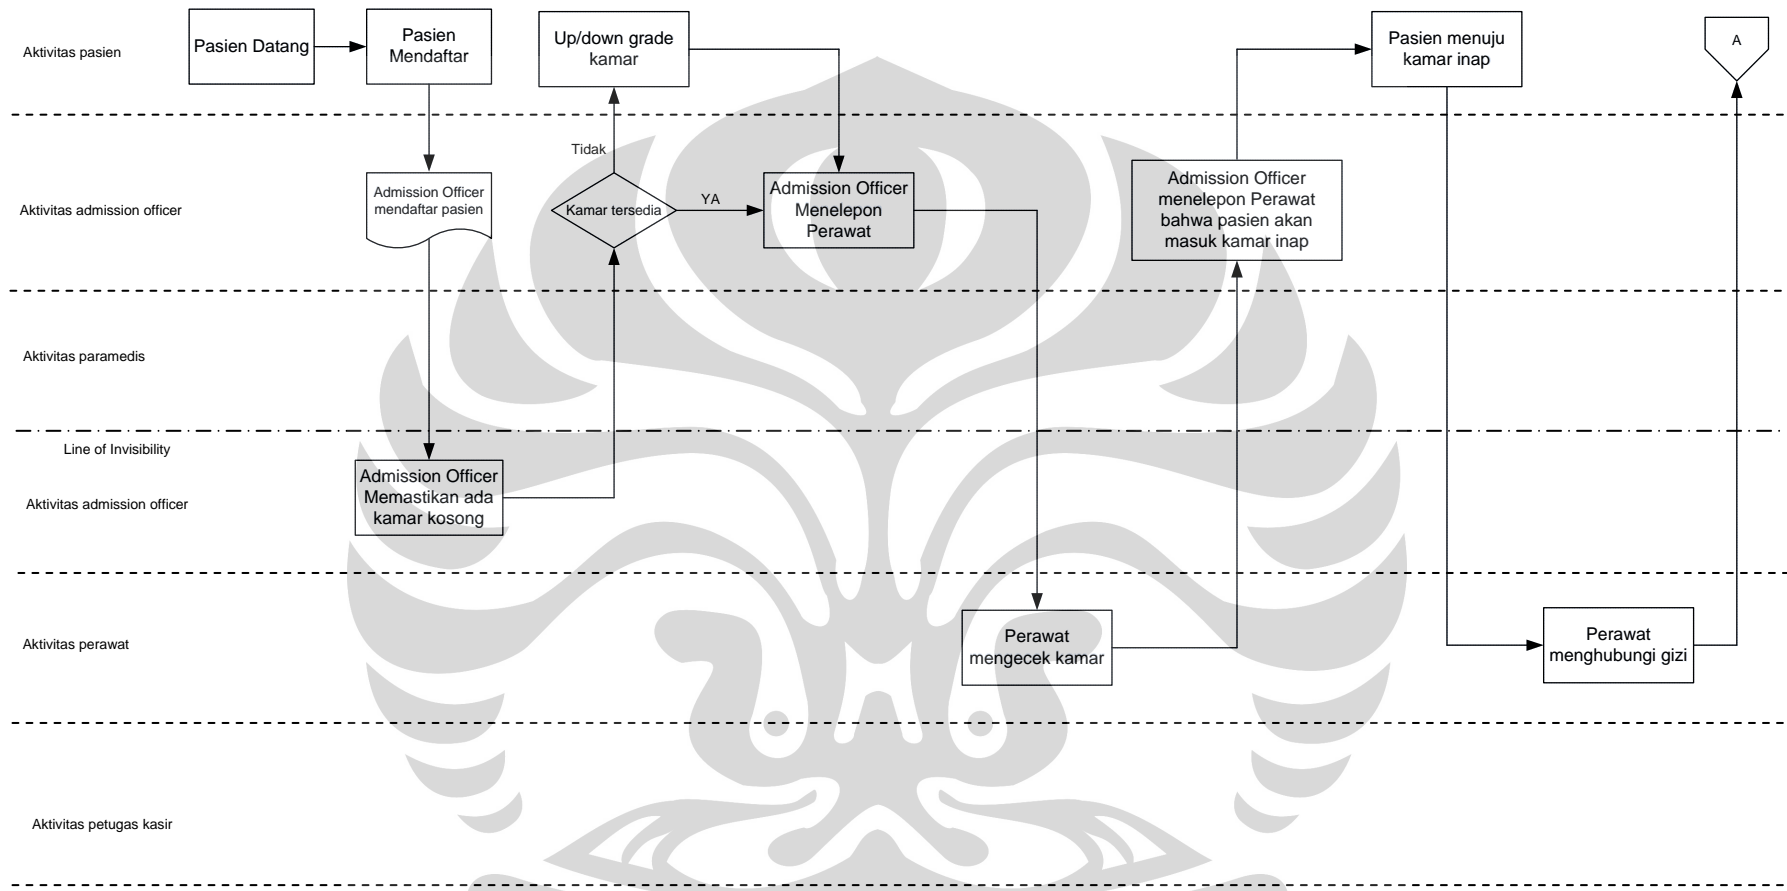 Aktivitas pasien
Pasien Datang
Pasien
Mendaftar
Up/down grade
kamar
Pasien menuju
kamar inap
A
Aktivitas admission officer
Admission Officer
mendaftar pasien
Tidak
Kamar tersedia
YA
Admission Officer
Menelepon
Perawat
Admission Officer
menelepon Perawat
bahwa pasien akan
masuk kamar inap
Aktivitas paramedis
Line of Invisibility
Aktivitas admission officer
Admission Officer
Memastikan ada
kamar kosong
Aktivitas perawat
Perawat
mengecek kamar
Perawat
menghubungi gizi
Aktivitas petugas kasir